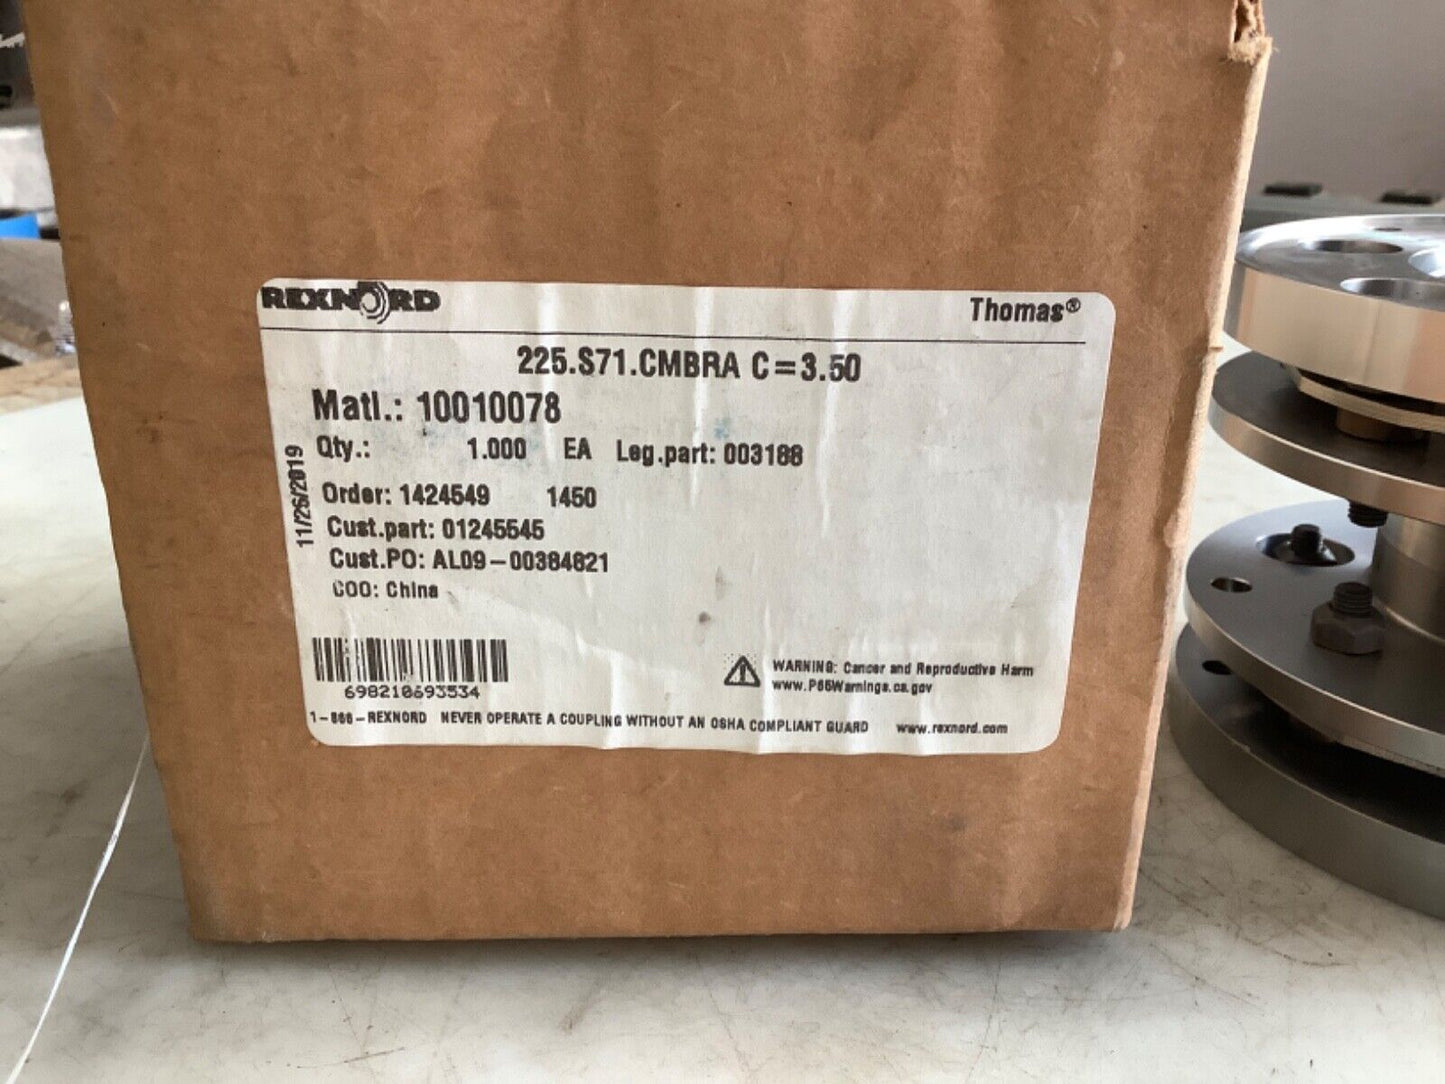 REXNORD Thomas®
225.S71.CMBRA C=3.50
Matl.: 10010078
Qty.: 1.000 EA Leg.part: 003188
11/26/2019
Order: 1424549 1450
Cust.part: 01245545
Cust.PO: AL09-00384821
COO: China
698210693534
WARNING: Cancer and Reproductive Harm
www.P65Warnings.ca.gov
1-866-REXNORD NEVER OPERATE A COUPLING WITHOUT AN OSHA COMPLIANT GUARD www.rexnord.com